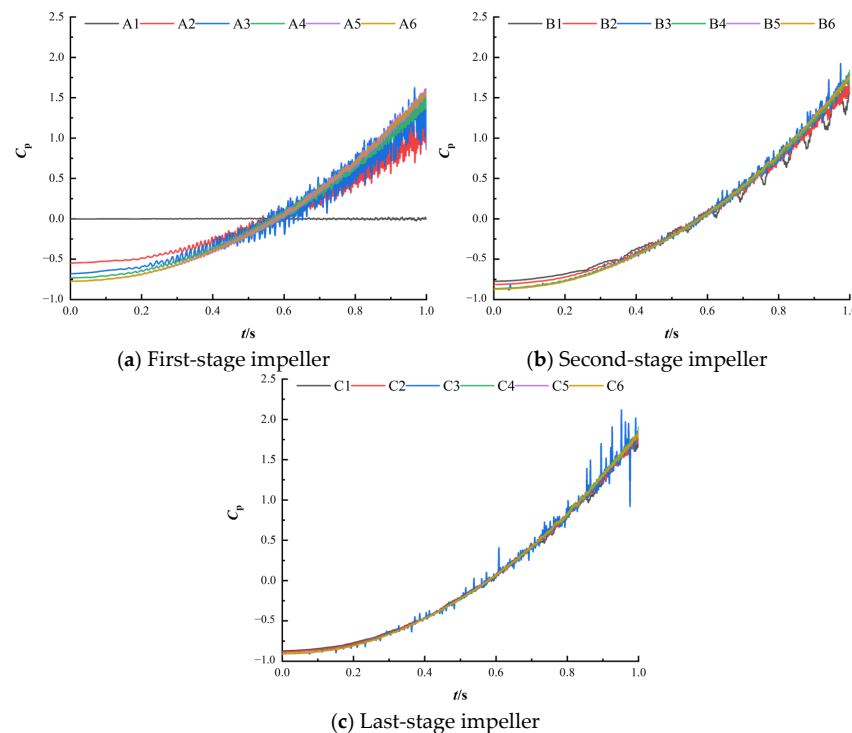 A1 A2 A3 A4 A5 A6
2.5
2.0
1.5
1.0
0.5
0.0
−0.5
−1.0
Cp
0.0 0.2 0.4 0.6 0.8 1.0
t/s
(a) First-stage impeller
B1 B2 B3 B4 B5 B6
2.5
2.0
1.5
1.0
0.5
0.0
−0.5
−1.0
Cp
0.0 0.2 0.4 0.6 0.8 1.0
t/s
(b) Second-stage impeller
C1 C2 C3 C4 C5 C6
2.5
2.0
1.5
1.0
0.5
0.0
−0.5
−1.0
Cp
0.0 0.2 0.4 0.6 0.8 1.0
t/s
(c) Last-stage impeller